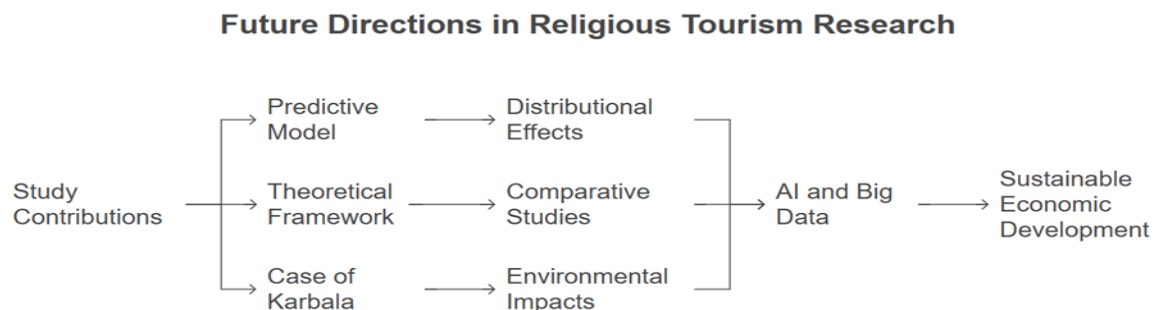 Future Directions in Religious Tourism Research
Predictive
Model
Distributional
Effects
Study
Contributions
Theoretical
Framework
Comparative
Studies
AI and Big
Data
Sustainable
Economic
Development
Case of
Karbala
Environmental
Impacts